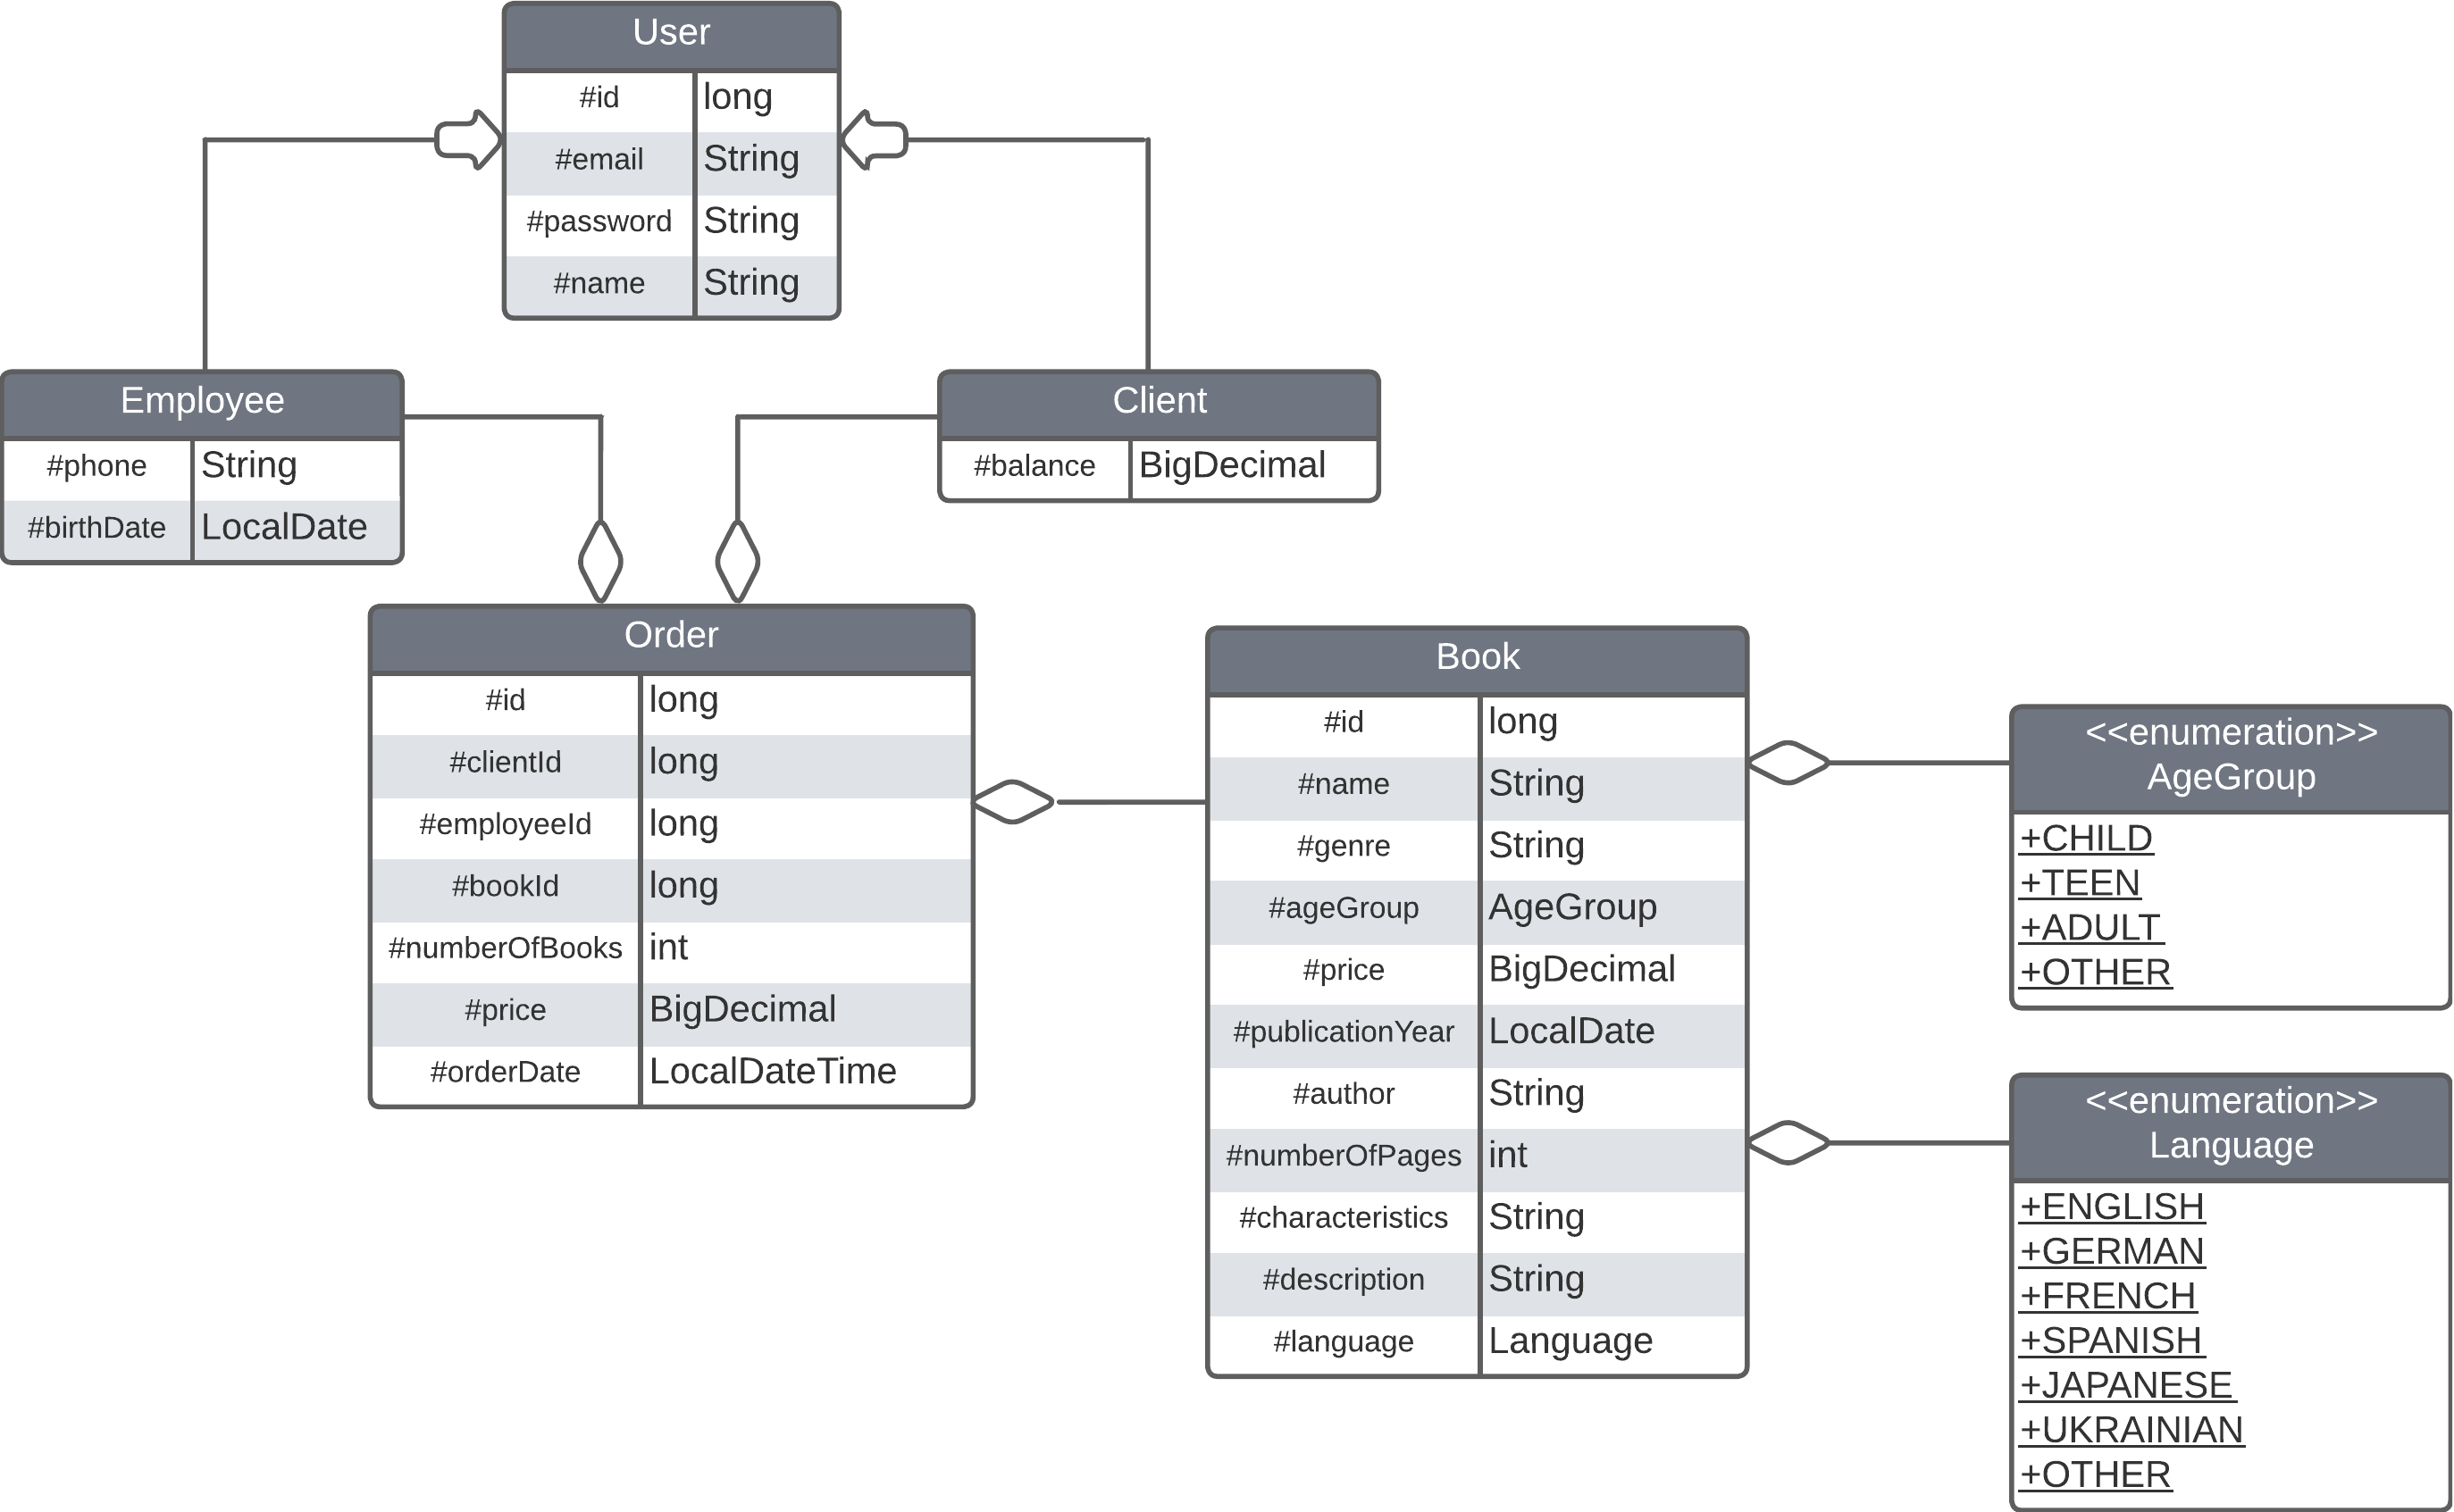 User
#id long
#email String
#password String
#name String
Employee
#phone String
#birthDate LocalDate
Client
#balance BigDecimal
Order
#id long
#clientId long
#employeeId long
#bookId long
#numberOfBooks int
#price BigDecimal
#orderDate LocalDateTime
Book
#id long
#name String
#genre String
#ageGroup AgeGroup
#price BigDecimal
#publicationYear LocalDate
#author String
#numberOfPages int
#characteristics String
#description String
#language Language
<<enumeration>>
AgeGroup
+CHILD
+TEEN
+ADULT
+OTHER
<<enumeration>>
Language
+ENGLISH
+GERMAN
+FRENCH
+SPANISH
+JAPANESE
+UKRAINIAN
+OTHER